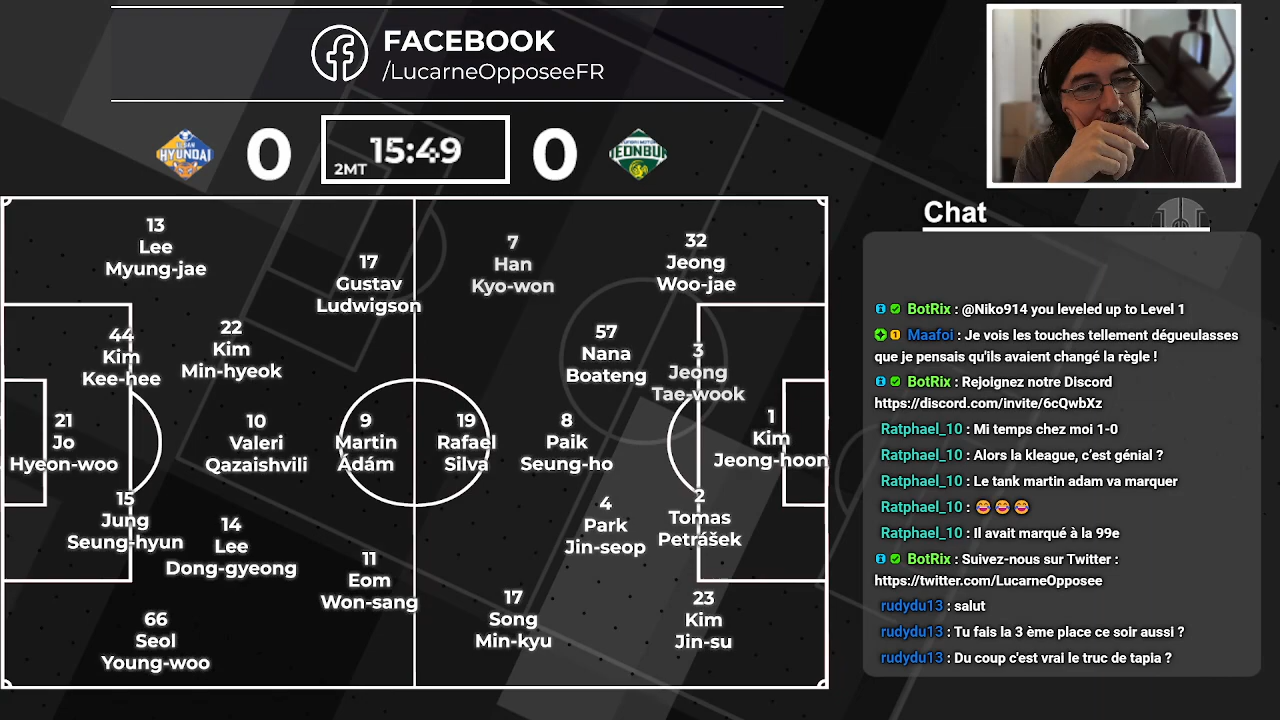 FACEBOOK
/LucarneOpposeeFR
HYUNDAI
0
15:49
2MT
0
13
Lee
Myung-jae
44
Kim
Kee-hee
22
Kim
Min-hyeok
21
Jo
Hyeon-woo
10
Valeri
Qazaishvili
15
Jung
Seung-hyun
14
Lee
Dong-gyeong
66
Seol
Young-woo
17
Gustav
Ludwigson
9
Martin
Ádám
11
Eom
Won-sang
7
Han
Kyo-won
19
Rafael
Silva
17
Song
Min-kyu
57
Nana
Boateng
8
Paik
Seung-ho
4
Park
Jin-seop
32
Jeong
Woo-jae
3
Jeong
Tae-wook
1
Kim
Jeong-hoon
2
Tomas
Petrášek
23
Kim
Jin-su
Chat
BotRix : @Niko914 you leveled up to Level 1
1 Maafoi : Je vois les touches tellement dégueulasses
que je pensais qu'ils avaient changé la règle !
BotRix : Rejoignez notre Discord
https://discord.com/invite/6cQwbXz
Ratphael_10 : Mi temps chez moi 1-0
Ratphael_10 : Alors la kleague, c'est génial ?
Ratphael_10 : Le tank martin adam va marquer
Ratphael_10 : 😂 😂 😂
Ratphael_10 : Il avait marqué à la 99e
BotRix : Suivez-nous sur Twitter :
https://twitter.com/LucarneOpposee
rudydu13 : salut
rudydu13 : Tu fais la 3 ème place ce soir aussi ?
rudydu13 : Du coup c'est vrai le truc de tapia ?